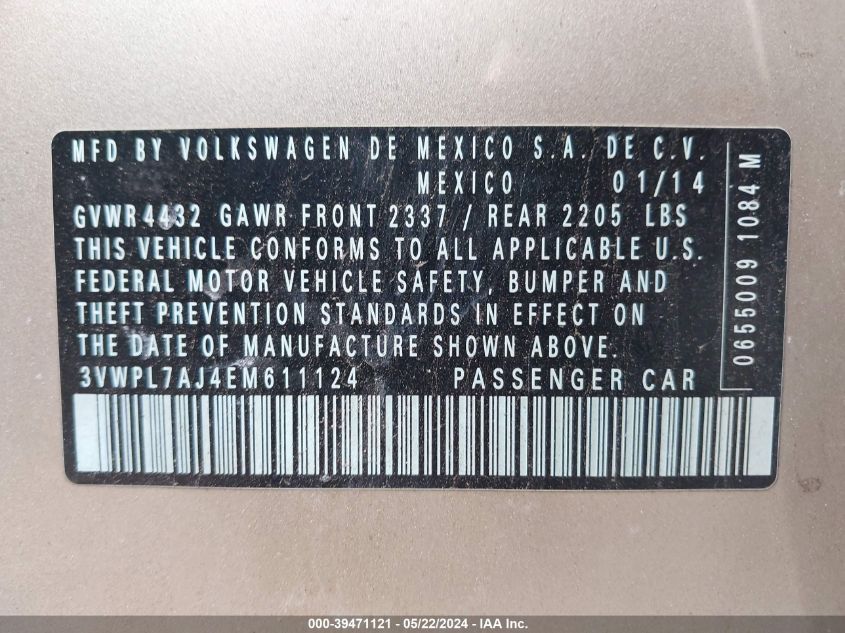 MFD BY VOLKSWAGEN DE MEXICO S.A. DE C.V.
MEXICO 01/14
GVWR 4432 GAWR FRONT 2337 / REAR 2205 LBS
THIS VEHICLE CONFORMS TO ALL APPLICABLE U.S.
FEDERAL MOTOR VEHICLE SAFETY, BUMPER AND
THEFT PREVENTION STANDARDS IN EFFECT ON
THE DATE OF MANUFACTURE SHOWN ABOVE.
3VWPL7AJ4EM611124 PASSENGER CAR
0655009 1084 M
000-39471121 - 05/22/2024 - IAA, Inc.